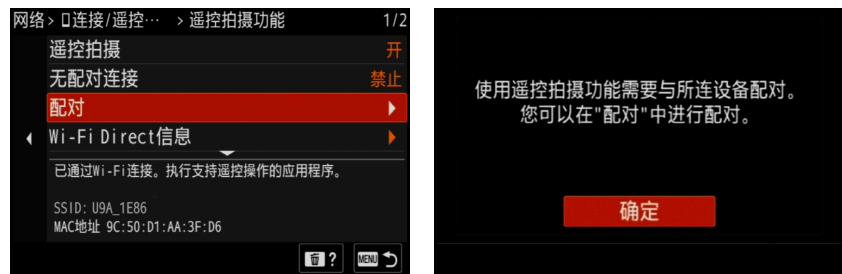 网络>▯连接/遥控… >遥控拍摄功能 1/2
遥控拍摄 开
无配对连接 禁止
配对
Wi-Fi Direct信息
已通过Wi-Fi连接。执行支持遥控操作的应用程序。
SSID: U9A_1E86
MAC地址 9C:50:D1:AA:3F:D6
? MENU
使用遥控拍摄功能需要与所连设备配对。
您可以在"配对"中进行配对。
确定